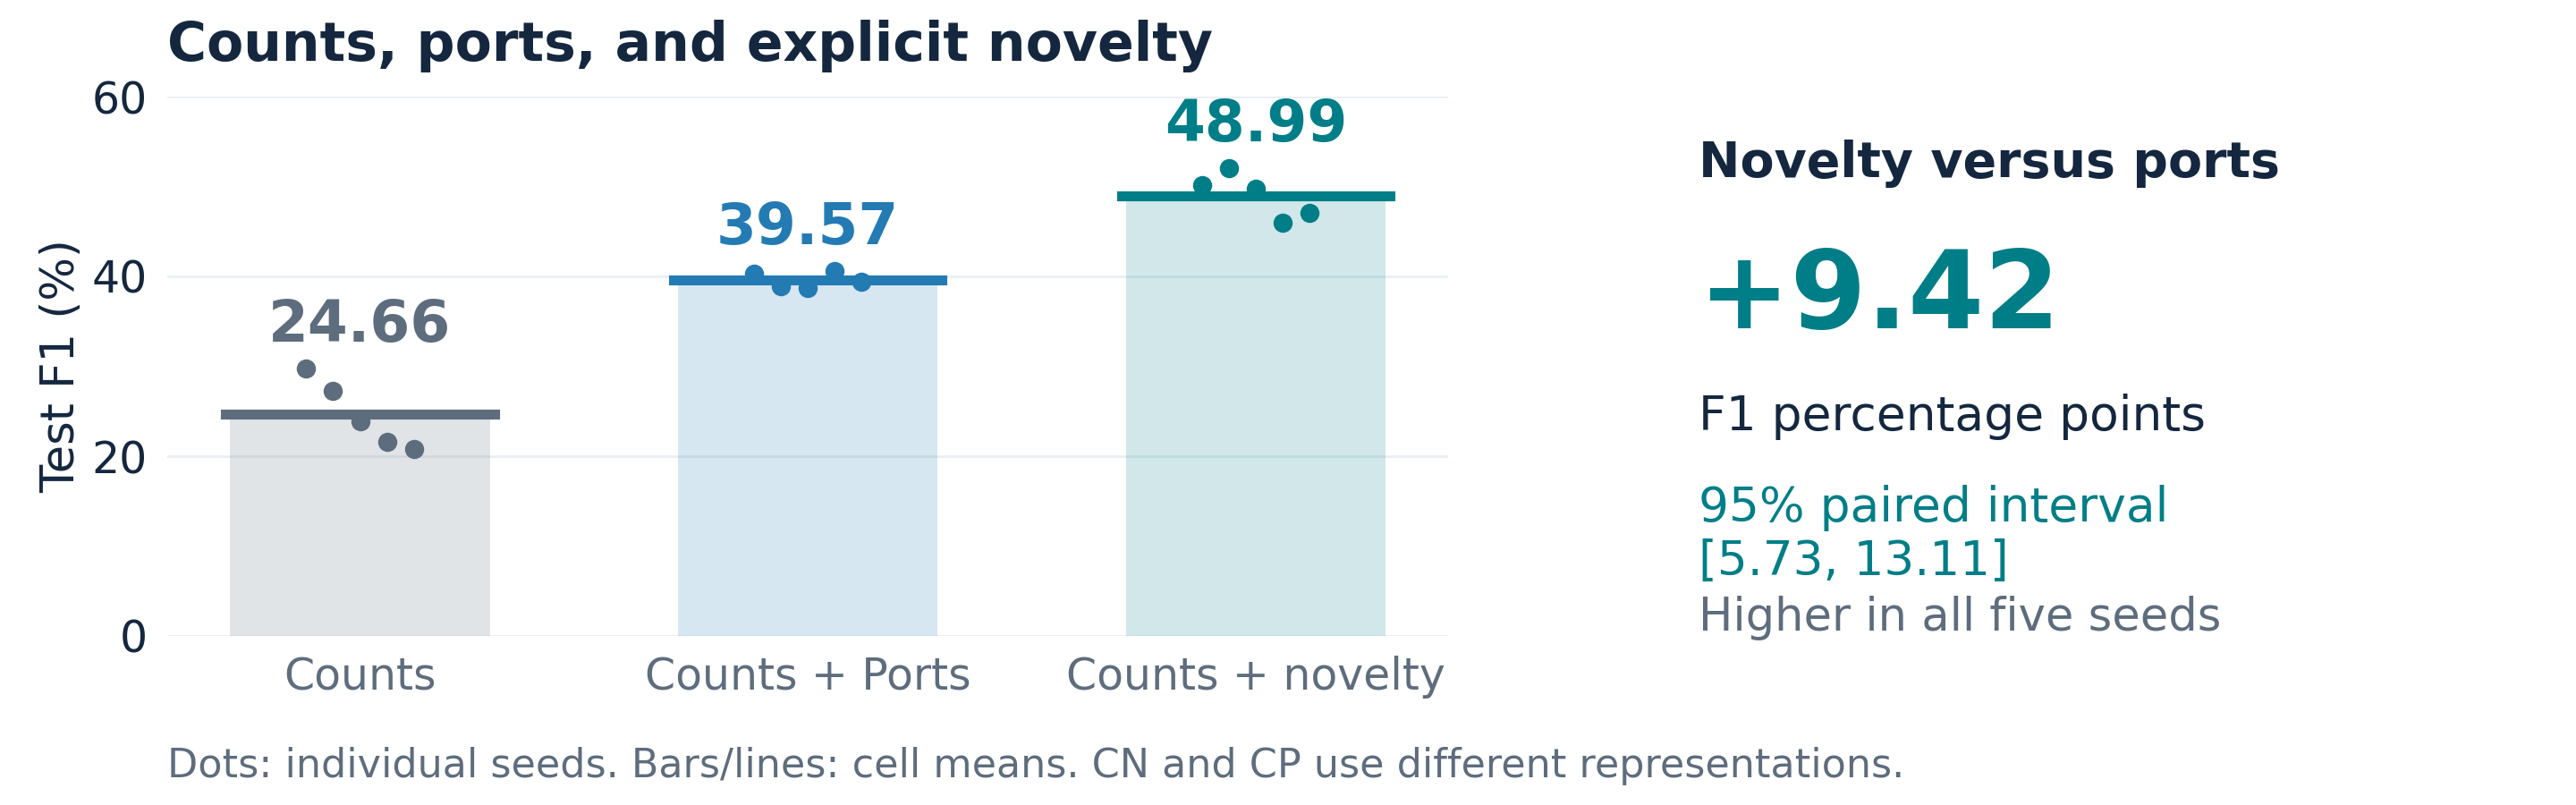 Counts, ports, and explicit novelty
Test F1 (%)
60
40
20
0
24.66
39.57
48.99
Counts
Counts + Ports
Counts + novelty
Novelty versus ports
+9.42
F1 percentage points
95% paired interval
[5.73, 13.11]
Higher in all five seeds
Dots: individual seeds. Bars/lines: cell means. CN and CP use different representations.